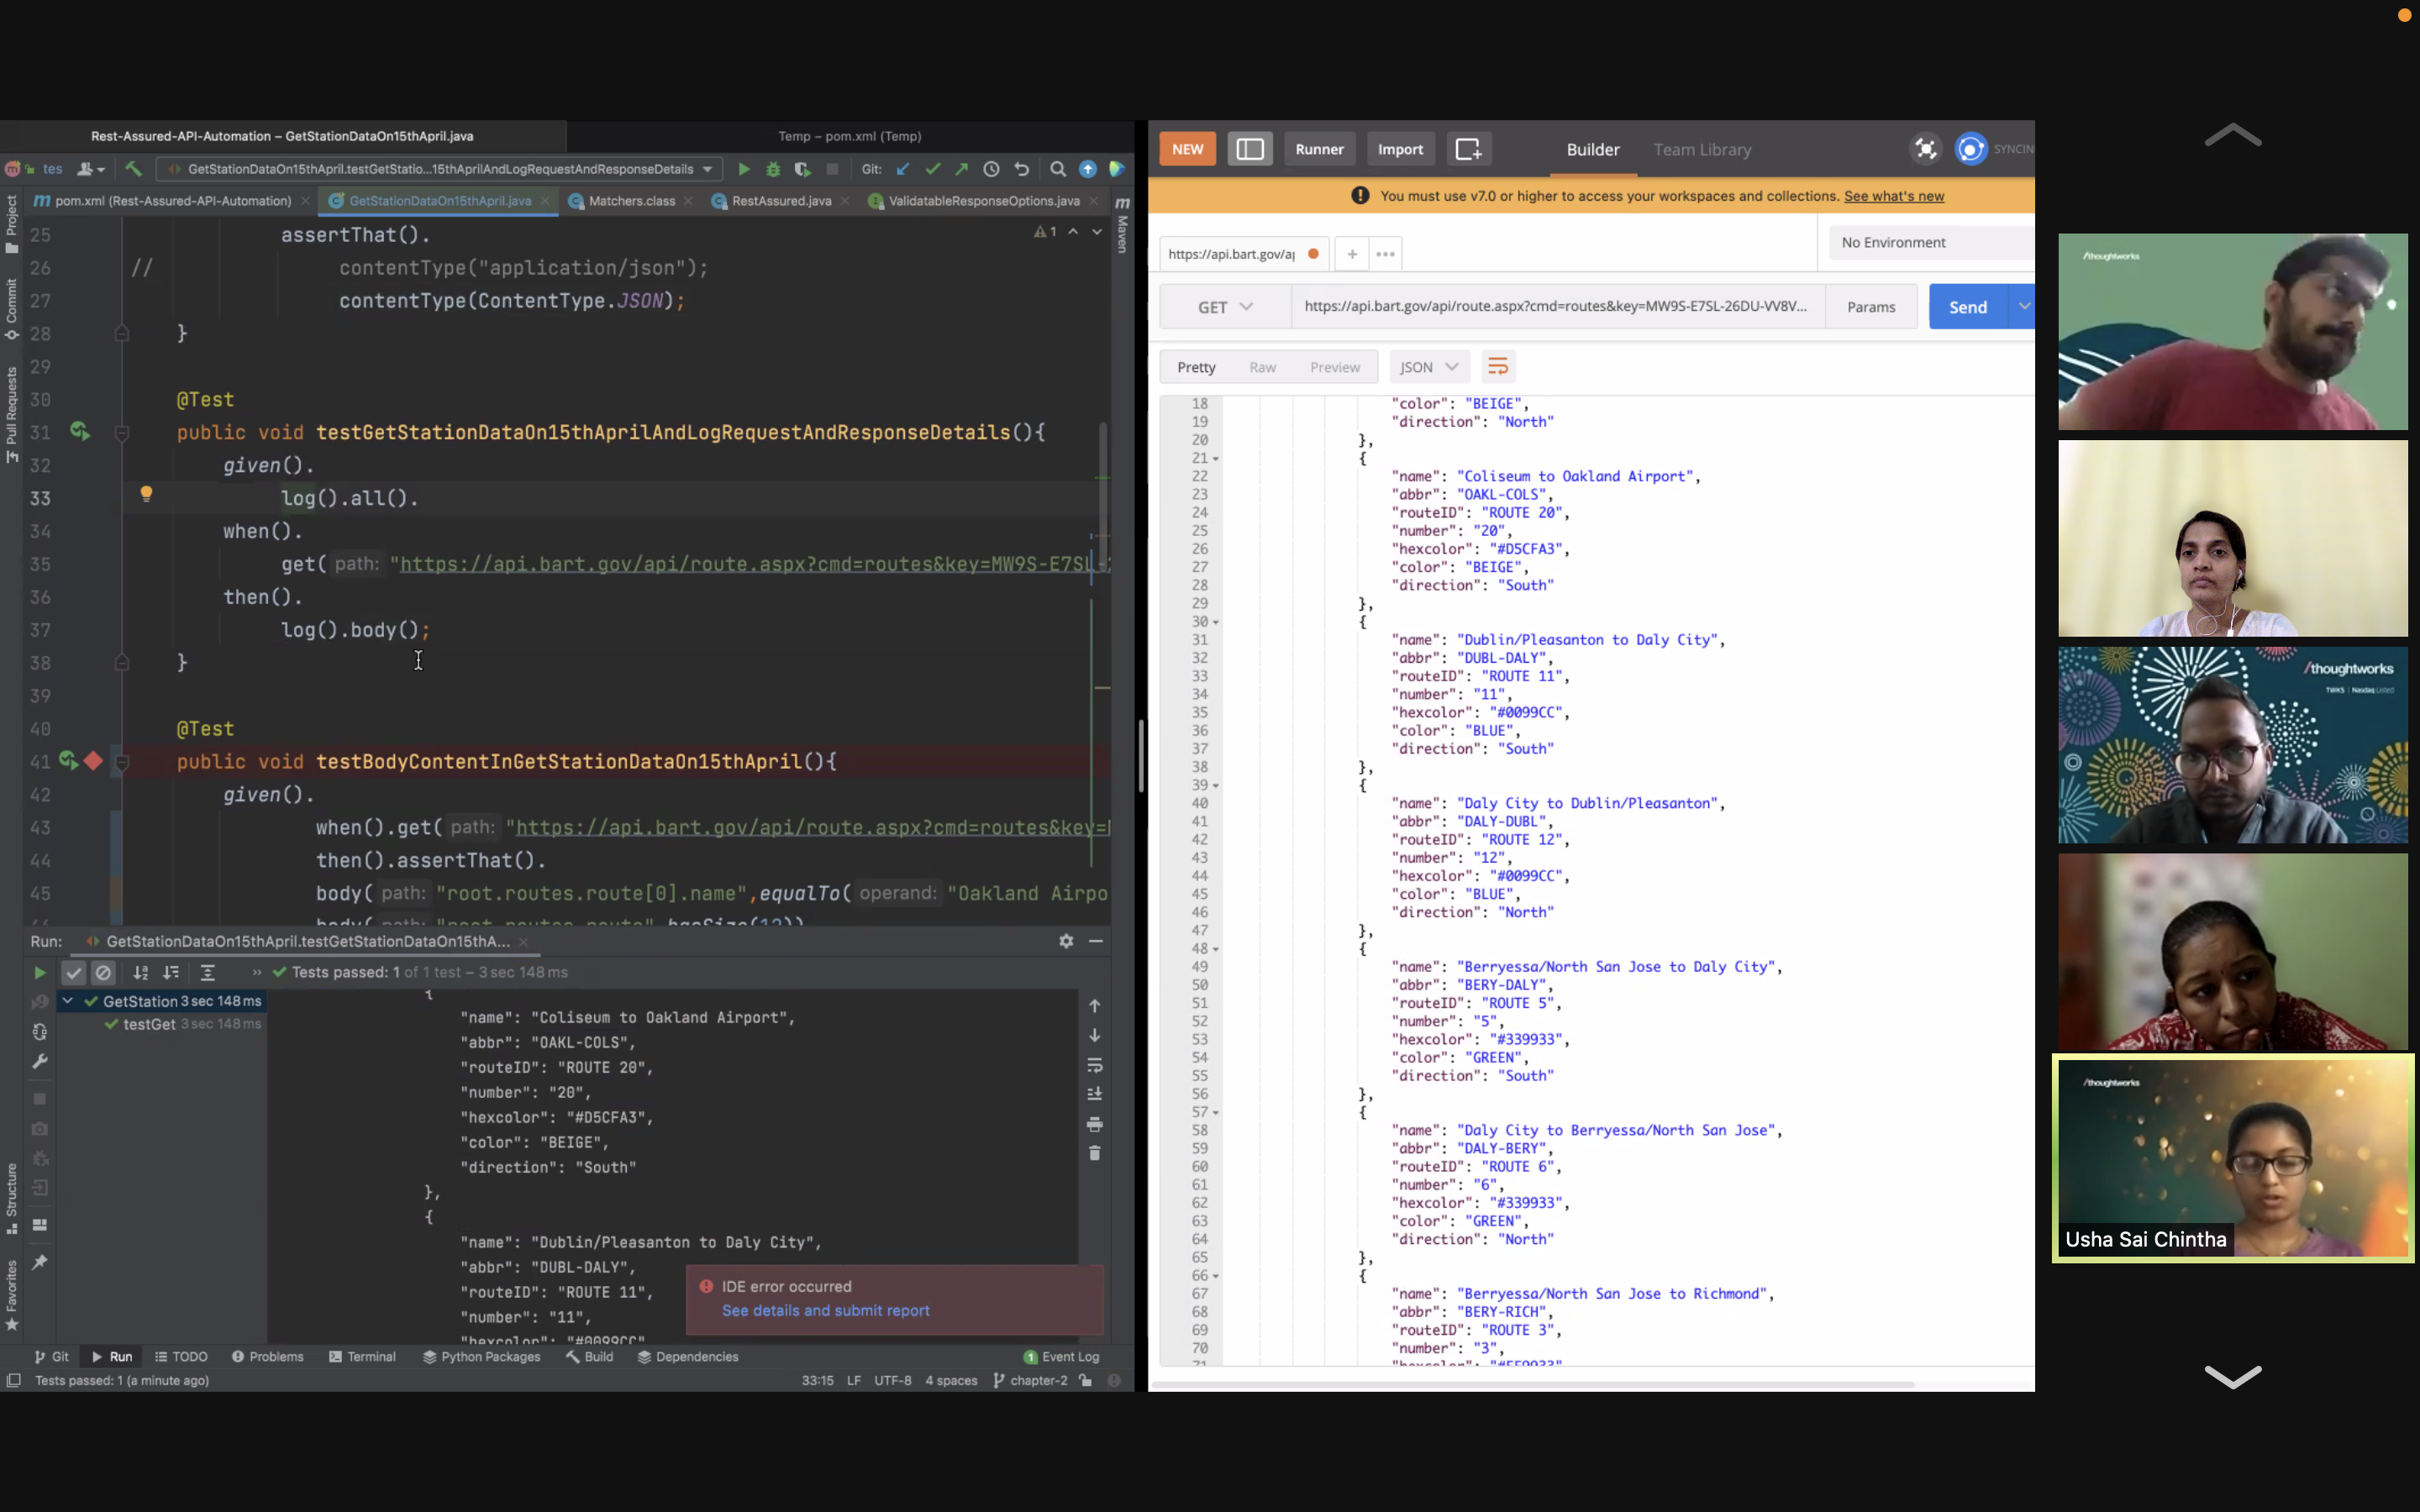 Rest-Assured-API-Automation – GetStationDataOn15thApril.java
Temp – pom.xml (Temp)
tes
GetStationDataOn15thApril.testGetStatio...15thAprilAndLogRequestAndResponseDetails
Git:
pom.xml (Rest-Assured-API-Automation)
GetStationDataOn15thApril.java
Matchers.class
RestAssured.java
ValidatableResponseOptions.java
Maven
Project
Commit
Pull Requests
Structure
Favorites
1
25 assertThat().
26 // contentType("application/json");
27 contentType(ContentType.JSON);
28 }
29
30 @Test
31 public void testGetStationDataOn15thAprilAndLogRequestAndResponseDetails(){
32 given().
33 log().all().
34 when().
35 get( path: "https://api.bart.gov/api/route.aspx?cmd=routes&key=MW9S-E7SL-
36 then().
37 log().body();
38 }
39
40 @Test
41 public void testBodyContentInGetStationDataOn15thApril(){
42 given().
43 when().get( path: "https://api.bart.gov/api/route.aspx?cmd=routes&key=
44 then().assertThat().
45 body( path: "root.routes.route[0].name",equalTo( operand: "Oakland Airpo
Run: GetStationDataOn15thApril.testGetStationDataOn15thA...
Tests passed: 1 of 1 test – 3 sec 148 ms
GetStation 3 sec 148 ms
testGet 3 sec 148 ms
{
"name": "Coliseum to Oakland Airport",
"abbr": "OAKL-COLS",
"routeID": "ROUTE 20",
"number": "20",
"hexcolor": "#D5CFA3",
"color": "BEIGE",
"direction": "South"
},
{
"name": "Dublin/Pleasanton to Daly City",
"abbr": "DUBL-DALY",
"routeID": "ROUTE 11",
"number": "11",
"hexcolor": "#0099CC"
IDE error occurred
See details and submit report
Git
Run
TODO
Problems
Terminal
Python Packages
Build
Dependencies
1 Event Log
Tests passed: 1 (a minute ago)
33:15 LF UTF-8 4 spaces chapter-2
NEW
Runner
Import
Builder
Team Library
SYNCIN
You must use v7.0 or higher to access your workspaces and collections. See what's new
https://api.bart.gov/ap
+
•••
No Environment
GET
https://api.bart.gov/api/route.aspx?cmd=routes&key=MW9S-E7SL-26DU-VV8V...
Params
Send
Pretty
Raw
Preview
JSON
18 "color": "BEIGE",
19 "direction": "North"
20 },
21 {
22 "name": "Coliseum to Oakland Airport",
23 "abbr": "OAKL-COLS",
24 "routeID": "ROUTE 20",
25 "number": "20",
26 "hexcolor": "#D5CFA3",
27 "color": "BEIGE",
28 "direction": "South"
29 },
30 {
31 "name": "Dublin/Pleasanton to Daly City",
32 "abbr": "DUBL-DALY",
33 "routeID": "ROUTE 11",
34 "number": "11",
35 "hexcolor": "#0099CC",
36 "color": "BLUE",
37 "direction": "South"
38 },
39 {
40 "name": "Daly City to Dublin/Pleasanton",
41 "abbr": "DALY-DUBL",
42 "routeID": "ROUTE 12",
43 "number": "12",
44 "hexcolor": "#0099CC",
45 "color": "BLUE",
46 "direction": "North"
47 },
48 {
49 "name": "Berryessa/North San Jose to Daly City",
50 "abbr": "BERY-DALY",
51 "routeID": "ROUTE 5",
52 "number": "5",
53 "hexcolor": "#339933",
54 "color": "GREEN",
55 "direction": "South"
56 },
57 {
58 "name": "Daly City to Berryessa/North San Jose",
59 "abbr": "DALY-BERY",
60 "routeID": "ROUTE 6",
61 "number": "6",
62 "hexcolor": "#339933",
63 "color": "GREEN",
64 "direction": "North"
65 },
66 {
67 "name": "Berryessa/North San Jose to Richmond",
68 "abbr": "BERY-RICH",
69 "routeID": "ROUTE 3",
70 "number": "3",
/thoughtworks
/thoughtworks
TWKS | Nasdaq Listed
/thoughtworks
Usha Sai Chintha